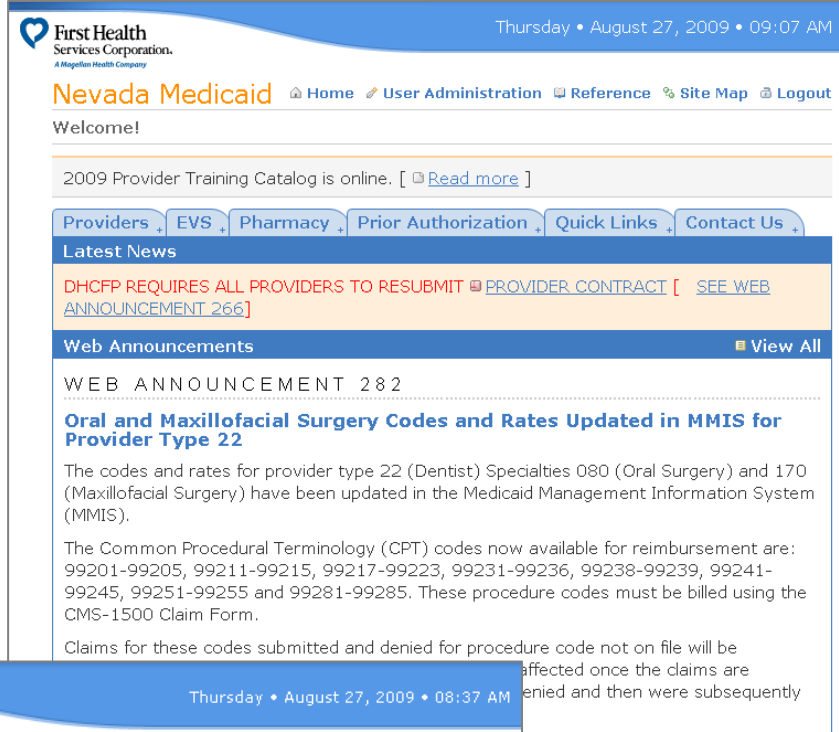 First Health
Services Corporation.
A Magellan Health Company
Thursday • August 27, 2009 • 09:07 AM
Nevada Medicaid Home User Administration Reference Site Map Logout
Welcome!
2009 Provider Training Catalog is online. [ Read more ]
Providers + EVS + Pharmacy + Prior Authorization + Quick Links + Contact Us +
Latest News
DHCFP REQUIRES ALL PROVIDERS TO RESUBMIT PROVIDER CONTRACT [ SEE WEB
ANNOUNCEMENT 266]
Web Announcements View All
WEB ANNOUNCEMENT 282
Oral and Maxillofacial Surgery Codes and Rates Updated in MMIS for
Provider Type 22
The codes and rates for provider type 22 (Dentist) Specialties 080 (Oral Surgery) and 170
(Maxillofacial Surgery) have been updated in the Medicaid Management Information System
(MMIS).
The Common Procedural Terminology (CPT) codes now available for reimbursement are:
99201-99205, 99211-99215, 99217-99223, 99231-99236, 99238-99239, 99241-
99245, 99251-99255 and 99281-99285. These procedure codes must be billed using the
CMS-1500 Claim Form.
Claims for these codes submitted and denied for procedure code not on file will be
affected once the claims are
enied and then were subsequently
Thursday • August 27, 2009 • 08:37 AM